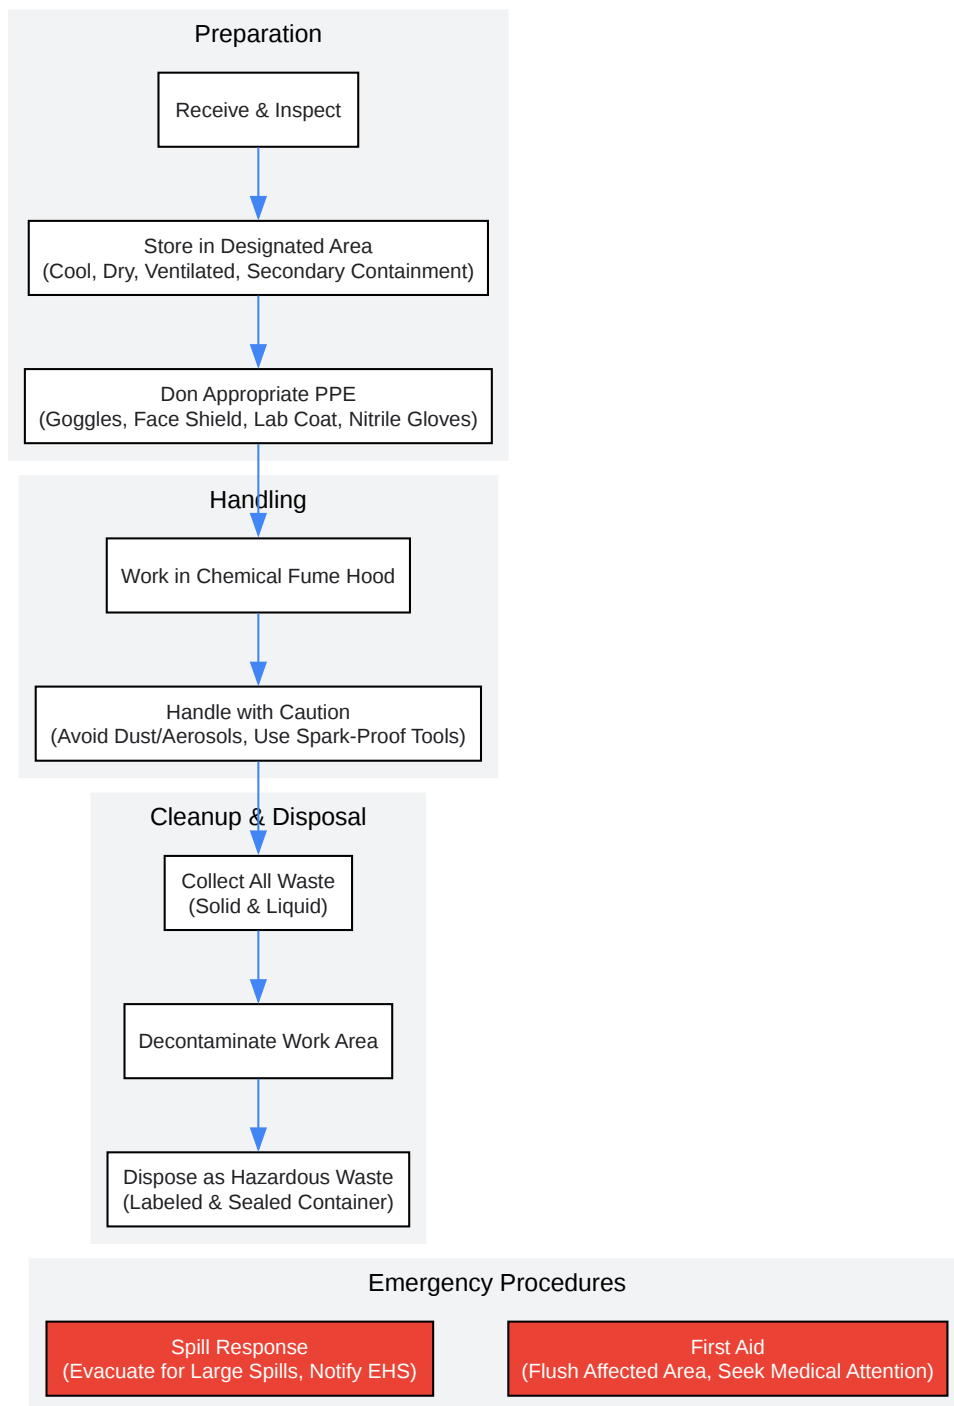 Preparation
Receive & Inspect
Store in Designated Area
(Cool, Dry, Ventilated, Secondary Containment)
Don Appropriate PPE
(Goggles, Face Shield, Lab Coat, Nitrile Gloves)
Handling
Work in Chemical Fume Hood
Handle with Caution
(Avoid Dust/Aerosols, Use Spark-Proof Tools)
Cleanup & Disposal
Collect All Waste
(Solid & Liquid)
Decontaminate Work Area
Dispose as Hazardous Waste
(Labeled & Sealed Container)
Emergency Procedures
Spill Response
(Evacuate for Large Spills, Notify EHS)
First Aid
(Flush Affected Area, Seek Medical Attention)